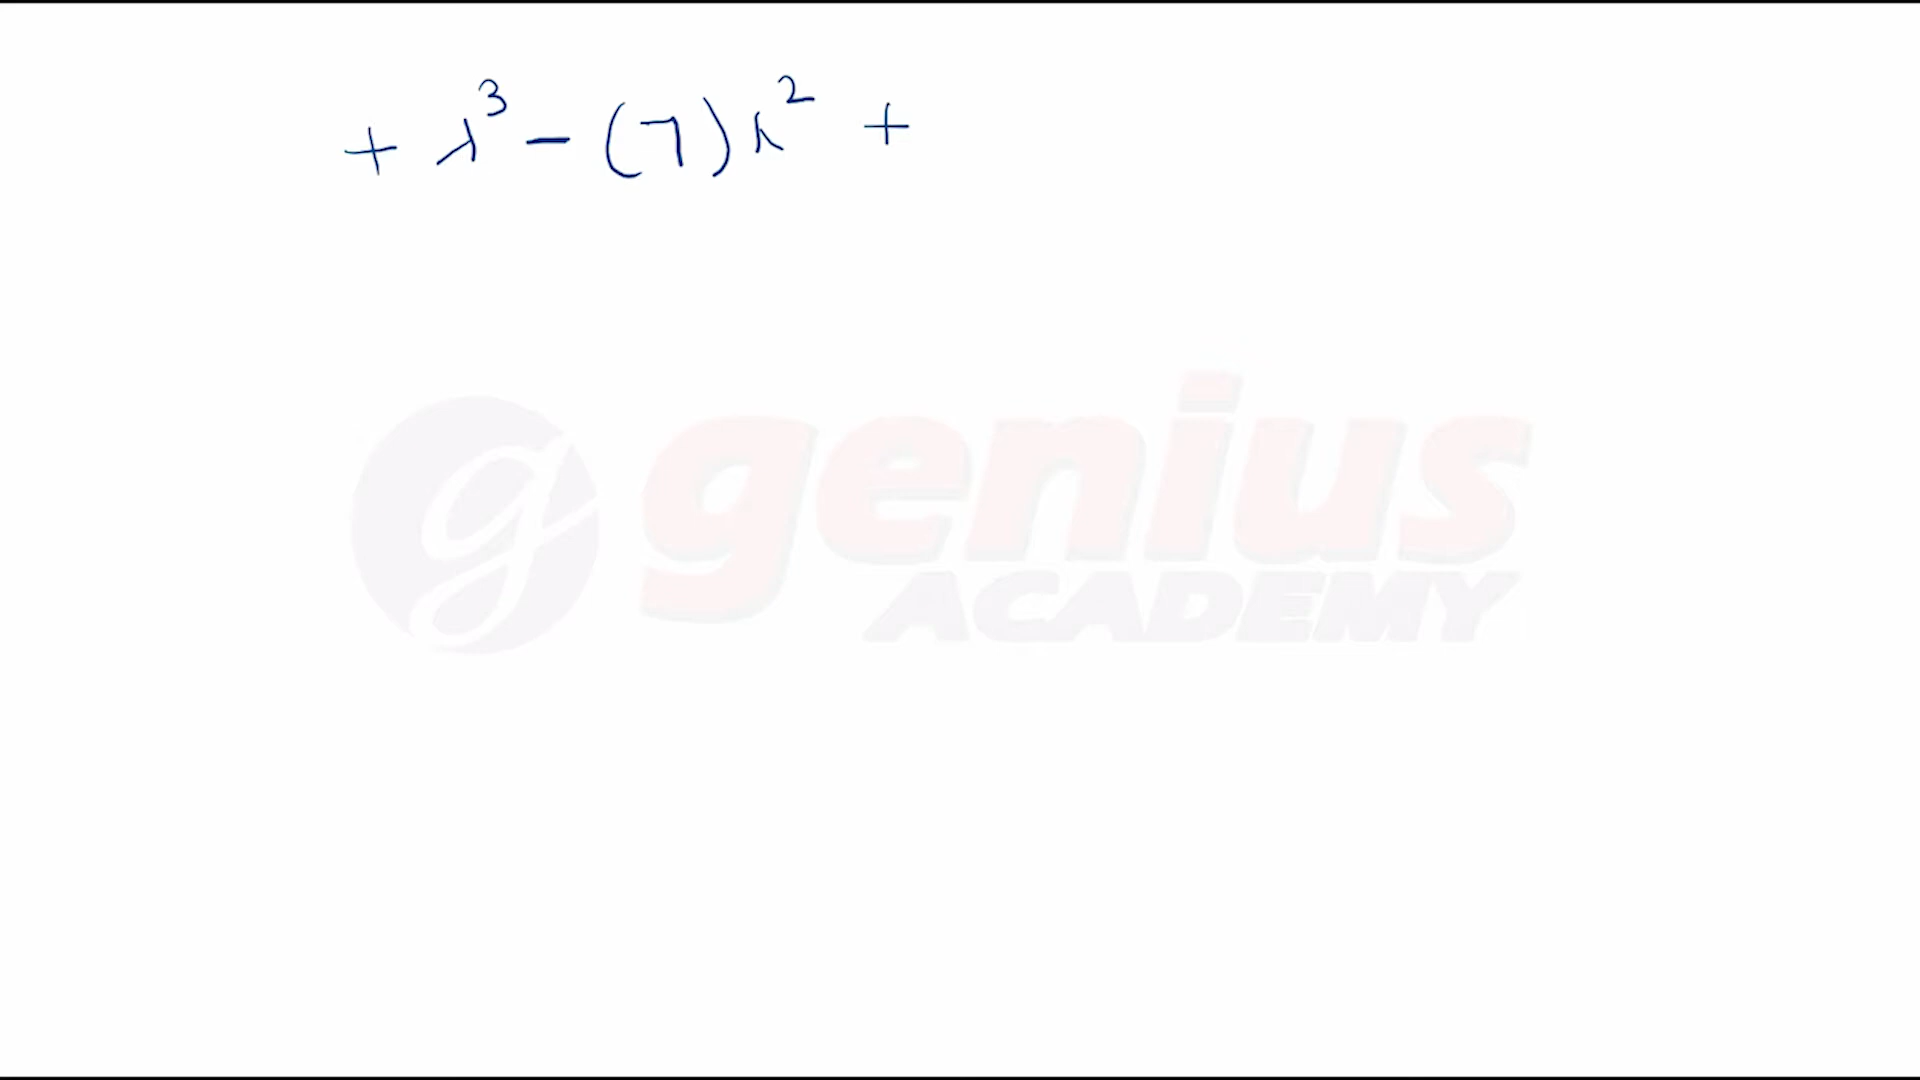 + λ³ - (7)λ² +
genius
ACADEMY